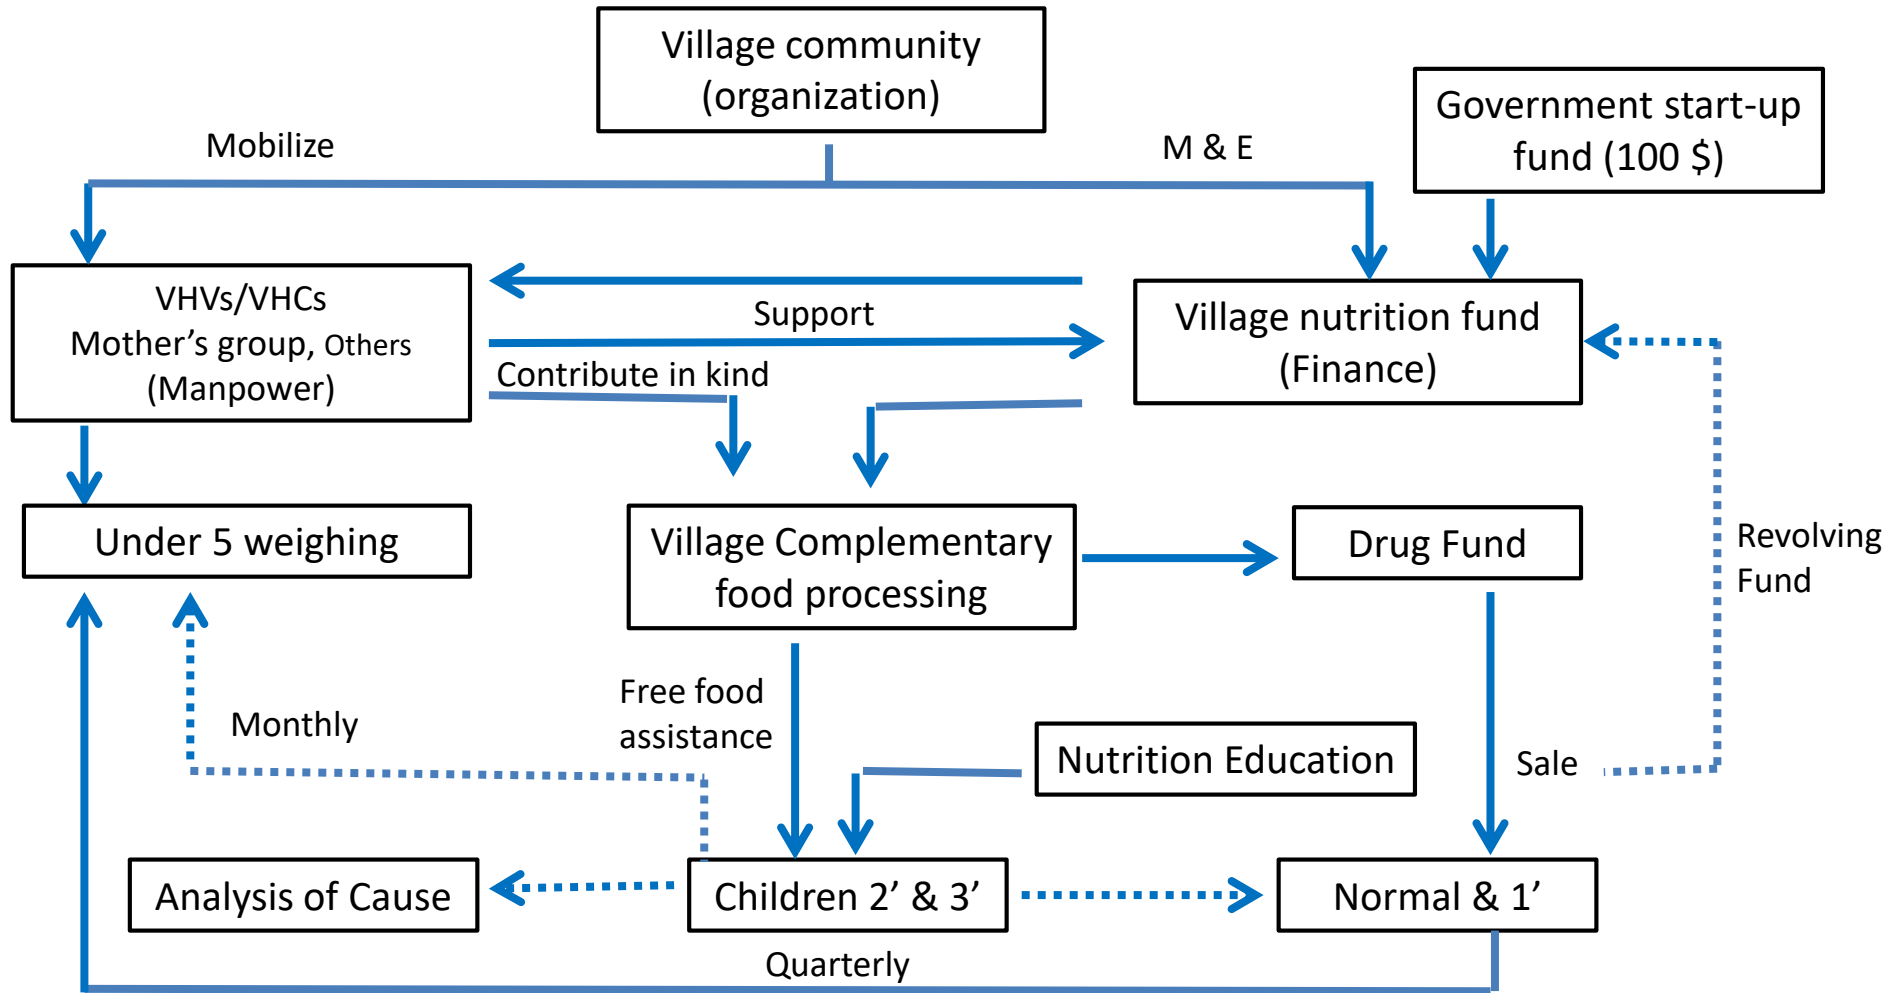 Village community
(organization)
Government start-up
fund (100 $)
Mobilize
M & E
VHVs/VHCs
Mother’s group, Others
(Manpower)
Support
Contribute in kind
Village nutrition fund
(Finance)
Under 5 weighing
Village Complementary
food processing
Drug Fund
Revolving
Fund
Monthly
Free food
assistance
Nutrition Education
Sale
Analysis of Cause
Children 2’ & 3’
Normal & 1’
Quarterly